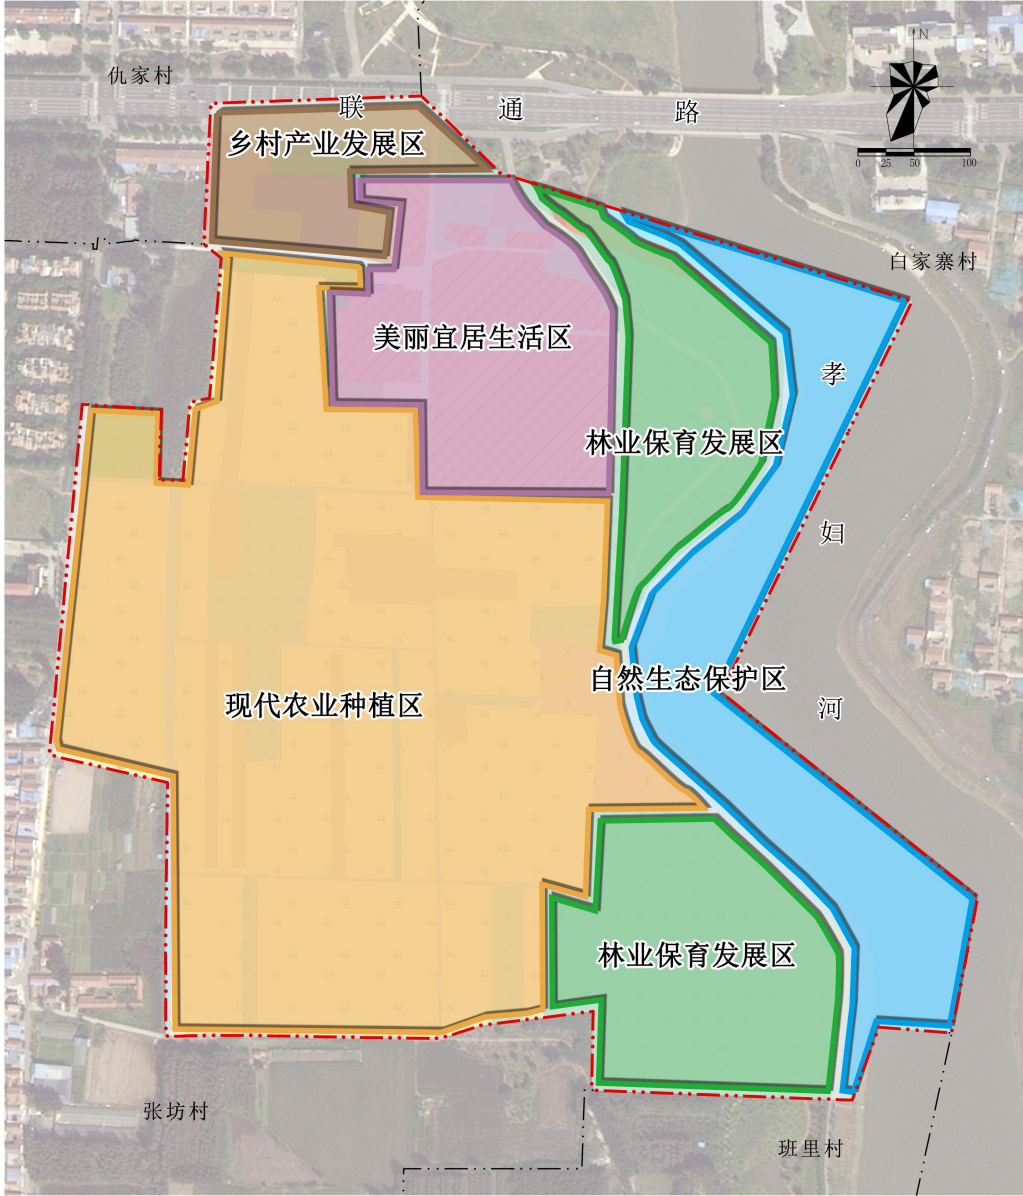 N
仇家村
联通路
乡村产业发展区
0 25 50 100
白家寨村
美丽宜居生活区
孝妇河
林业保育发展区
自然生态保护区
现代农业种植区
林业保育发展区
张坊村
班里村